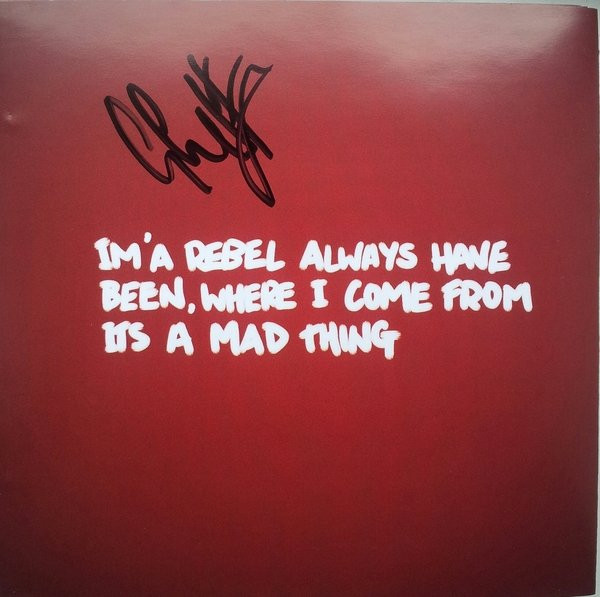 IM'A REBEL ALWAYS HAVE
BEEN, WHERE I COME FROM
ITS A MAD THING